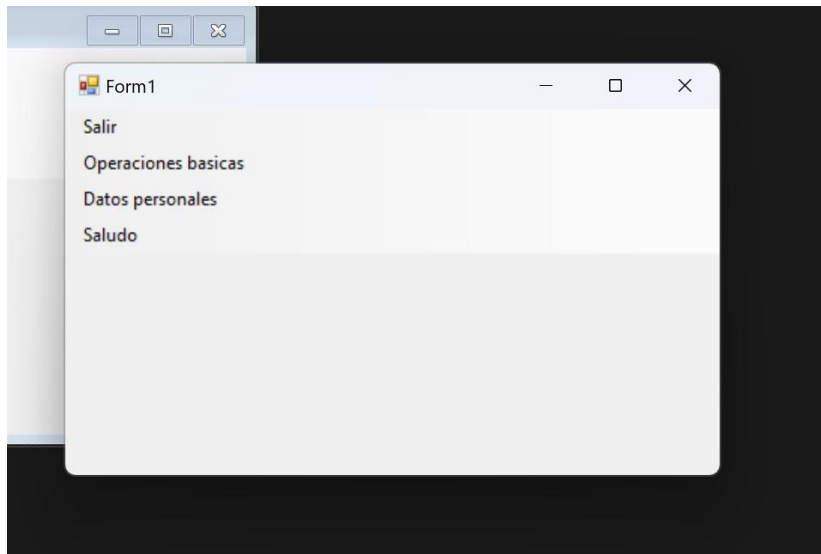 Form1
Salir
Operaciones basicas
Datos personales
Saludo